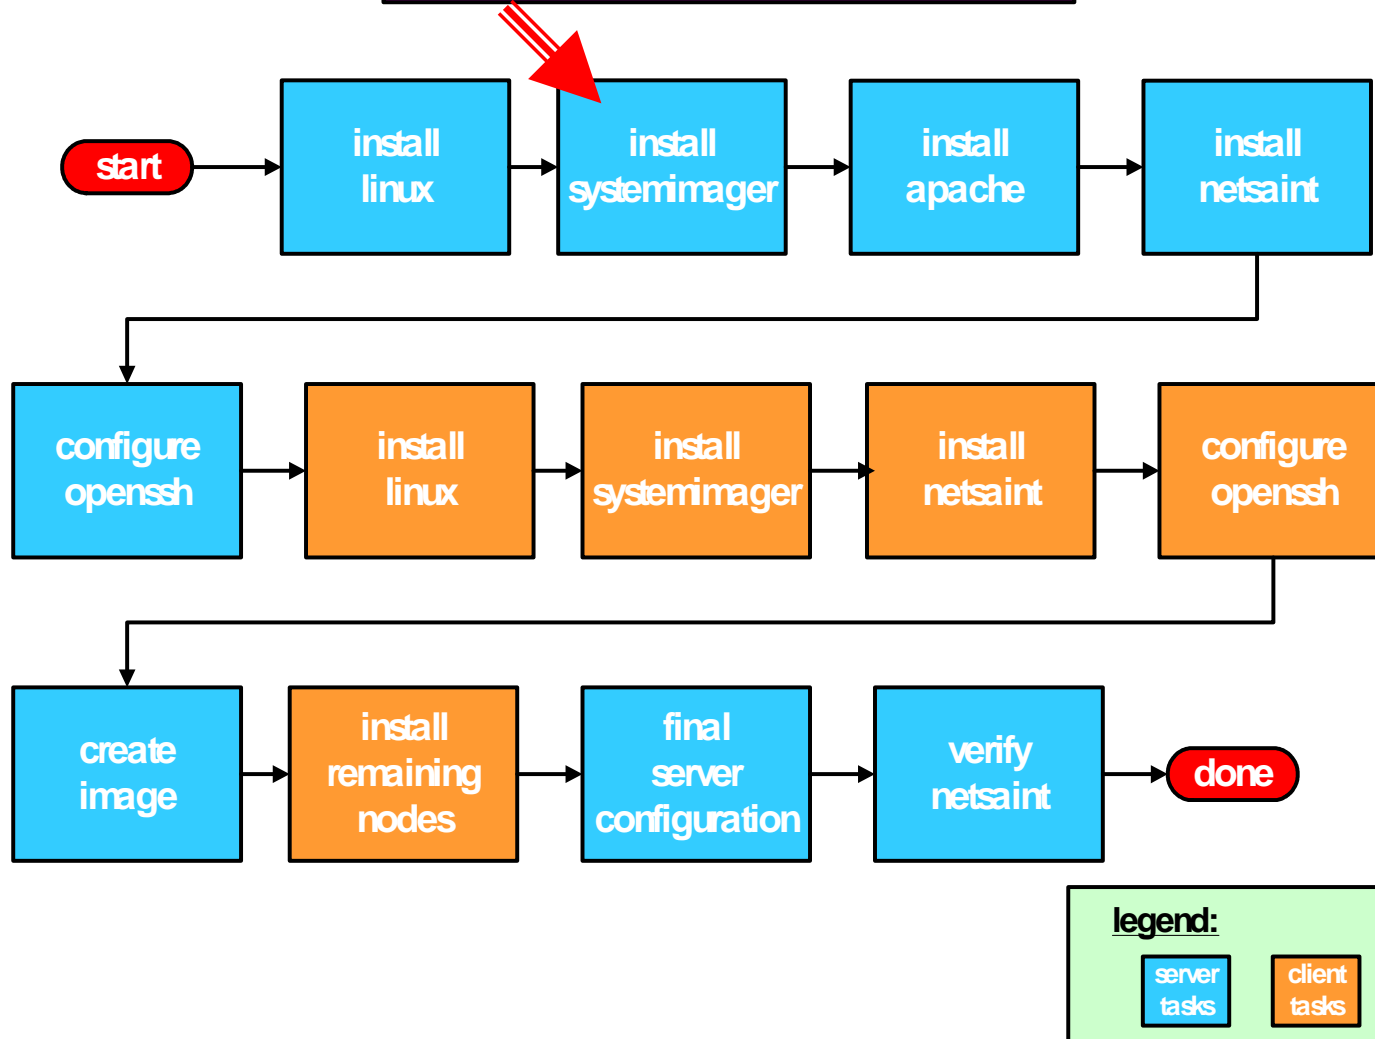 start
install
linux
install
systemimager
install
apache
install
netsaint
configure
openssh
install
linux
install
systemimager
install
netsaint
configure
openssh
create
image
install
remaining
nodes
final
server
configuration
verify
netsaint
done
legend:
server
tasks
client
tasks